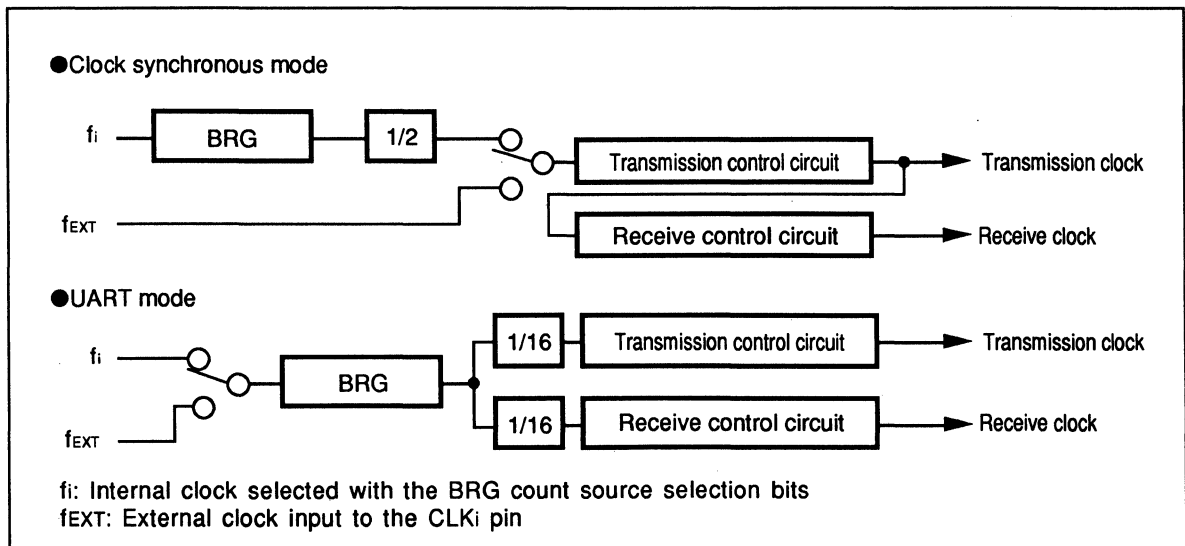 ●Clock synchronous mode
fi
BRG
1/2
Transmission control circuit
Transmission clock
fEXT
Receive control circuit
Receive clock
●UART mode
fi
1/16
Transmission control circuit
Transmission clock
BRG
fEXT
1/16
Receive control circuit
Receive clock
fi: Internal clock selected with the BRG count source selection bits
fEXT: External clock input to the CLKi pin